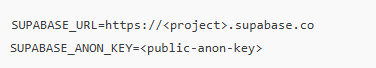 SUPABASE_URL=https://<project>.supabase.co
SUPABASE_ANON_KEY=<public-anon-key>